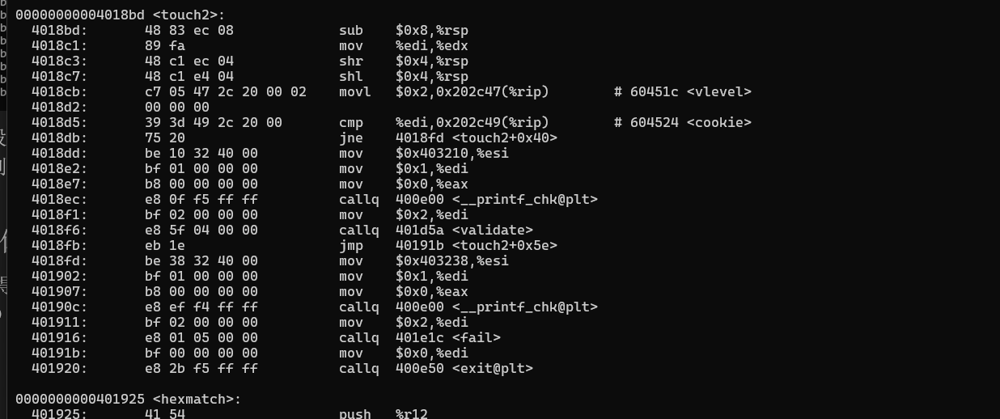 00000000004018bd <touch2>:
4018bd: 48 83 ec 08 sub $0x8,%rsp
4018c1: 89 fa mov %edi,%edx
4018c3: 48 c1 ec 04 shr $0x4,%rsp
4018c7: 48 c1 e4 04 shl $0x4,%rsp
4018cb: c7 05 47 2c 20 00 02 movl $0x2,0x202c47(%rip) # 60451c <vlevel>
4018d2: 00 00 00
4018d5: 39 3d 49 2c 20 00 cmp %edi,0x202c49(%rip) # 604524 <cookie>
4018db: 75 20 jne 4018fd <touch2+0x40>
4018dd: be 10 32 40 00 mov $0x403210,%esi
4018e2: bf 01 00 00 00 mov $0x1,%edi
4018e7: b8 00 00 00 00 mov $0x0,%eax
4018ec: e8 0f f5 ff ff callq 400e00 <__printf_chk@plt>
4018f1: bf 02 00 00 00 mov $0x2,%edi
4018f6: e8 5f 04 00 00 callq 401d5a <validate>
4018fb: eb 1e jmp 40191b <touch2+0x5e>
4018fd: be 38 32 40 00 mov $0x403238,%esi
401902: bf 01 00 00 00 mov $0x1,%edi
401907: b8 00 00 00 00 mov $0x0,%eax
40190c: e8 ef f4 ff ff callq 400e00 <__printf_chk@plt>
401911: bf 02 00 00 00 mov $0x2,%edi
401916: e8 01 05 00 00 callq 401e1c <fail>
40191b: bf 00 00 00 00 mov $0x0,%edi
401920: e8 2b f5 ff ff callq 400e50 <exit@plt>
0000000000401925 <hexmatch>:
401925: 41 54 push %r12